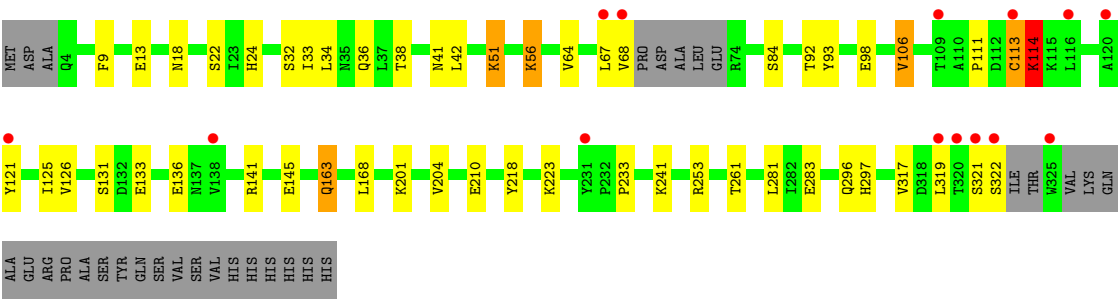 MET ASP ALA Q4 F9 E13 N18 S22 I23 H24 S32 I33 L34 N35 Q36 L37 T38 N41 L42 K51 K56 V64 L67 V68 PRO ASP ALA LEU GLU R74 S84 T92 Y93 E98 V106 T109 A110 P111 D112 C113 K114 K115 L116 A120
Y121 I125 V126 S131 D132 E133 E136 N137 V138 R141 E145 Q163 L168 K201 V204 E210 Y218 K223 Y231 P232 P233 K241 R253 T261 L281 I282 E283 Q296 H297 V317 D318 L319 T320 S321 S322 ILE THR W325 VAL LYS GLN
ALA GLU ARG PRO ALA SER TYR GLN SER VAL SER VAL HIS HIS HIS HIS HIS HIS